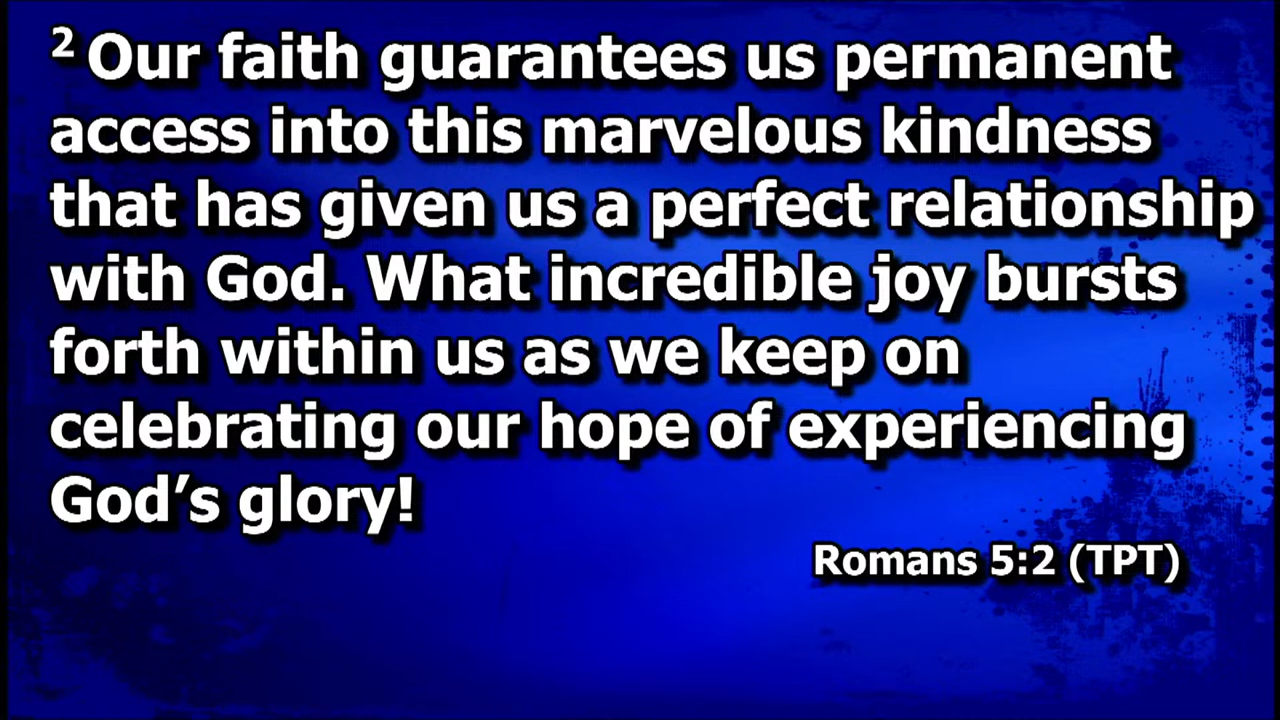 ² Our faith guarantees us permanent
access into this marvelous kindness
that has given us a perfect relationship
with God. What incredible joy bursts
forth within us as we keep on
celebrating our hope of experiencing
God’s glory!
Romans 5:2 (TPT)